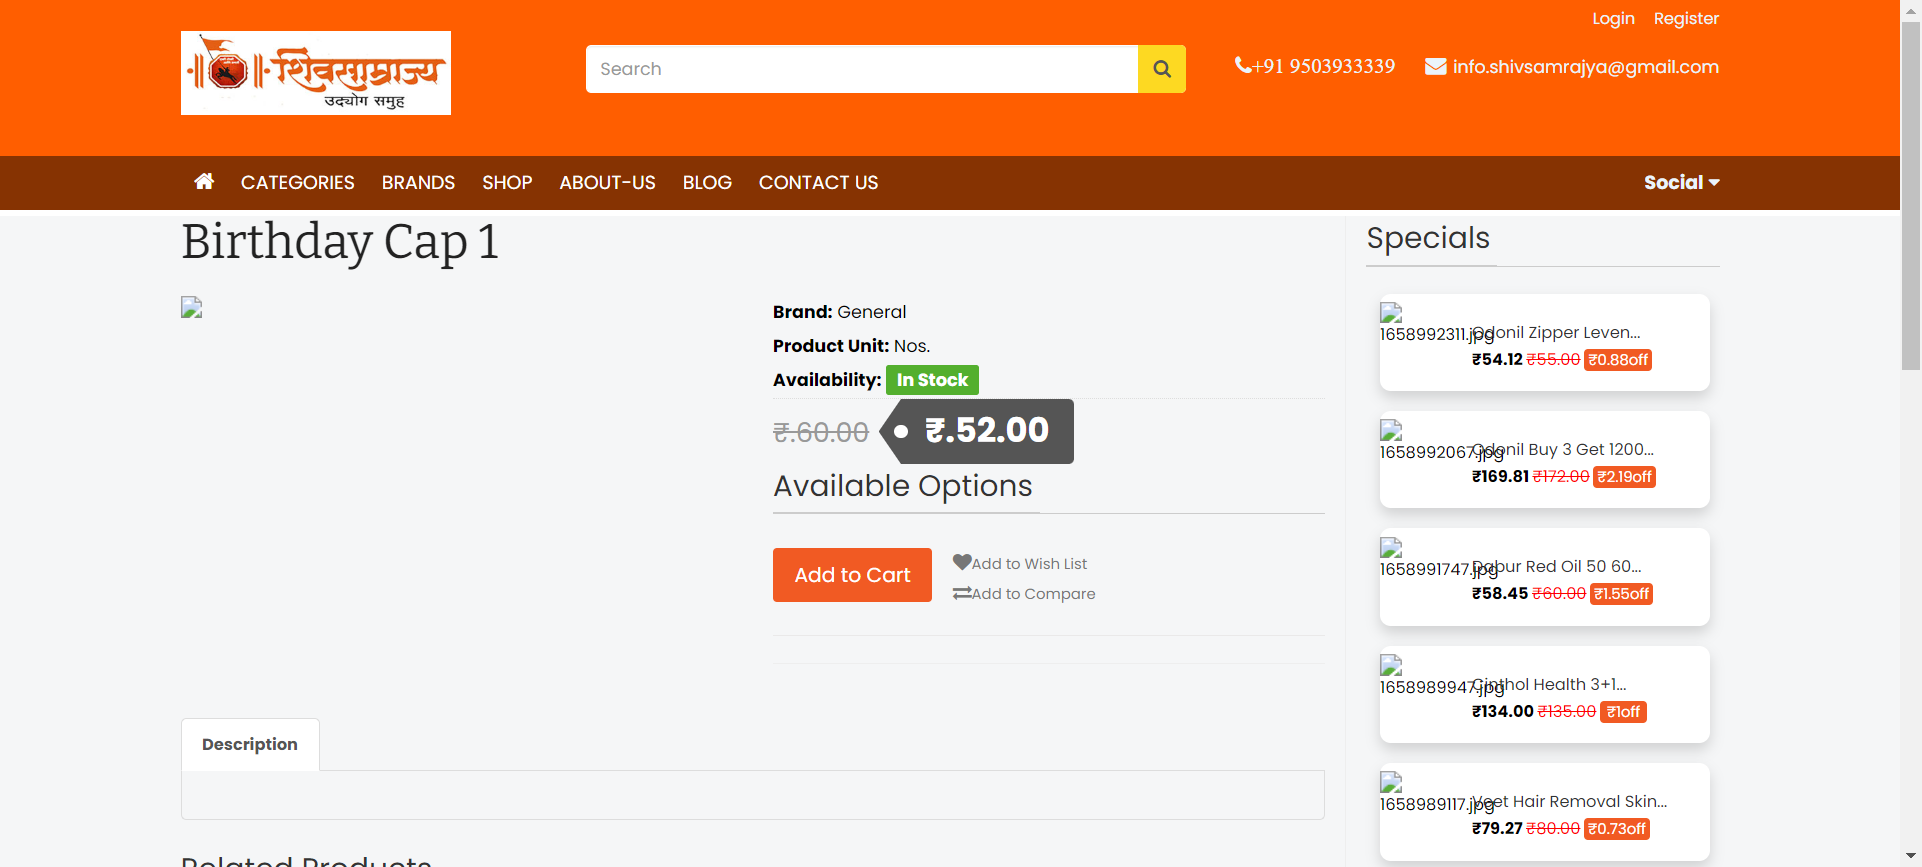 Login Register
शिवसाम्राज्य
उद्योग समुह
Search
+91 9503933339
info.shivsamrajya@gmail.com
CATEGORIES BRANDS SHOP ABOUT-US BLOG CONTACT US
Social
Birthday Cap 1
Brand: General
Product Unit: Nos.
Availability: In Stock
₹.60.00 ₹.52.00
Available Options
Add to Cart
Add to Wish List
Add to Compare
Description
Related Products
Specials
1658992311.jpg
Odonil Zipper Leven...
₹54.12 ₹55.00 ₹0.88off
1658992067.jpg
Odonil Buy 3 Get 1200...
₹169.81 ₹172.00 ₹2.19off
1658991747.jpg
Dabur Red Oil 50 60...
₹58.45 ₹60.00 ₹1.55off
1658989947.jpg
Cinthol Health 3+1...
₹134.00 ₹135.00 ₹1off
1658989117.jpg
Veet Hair Removal Skin...
₹79.27 ₹80.00 ₹0.73off